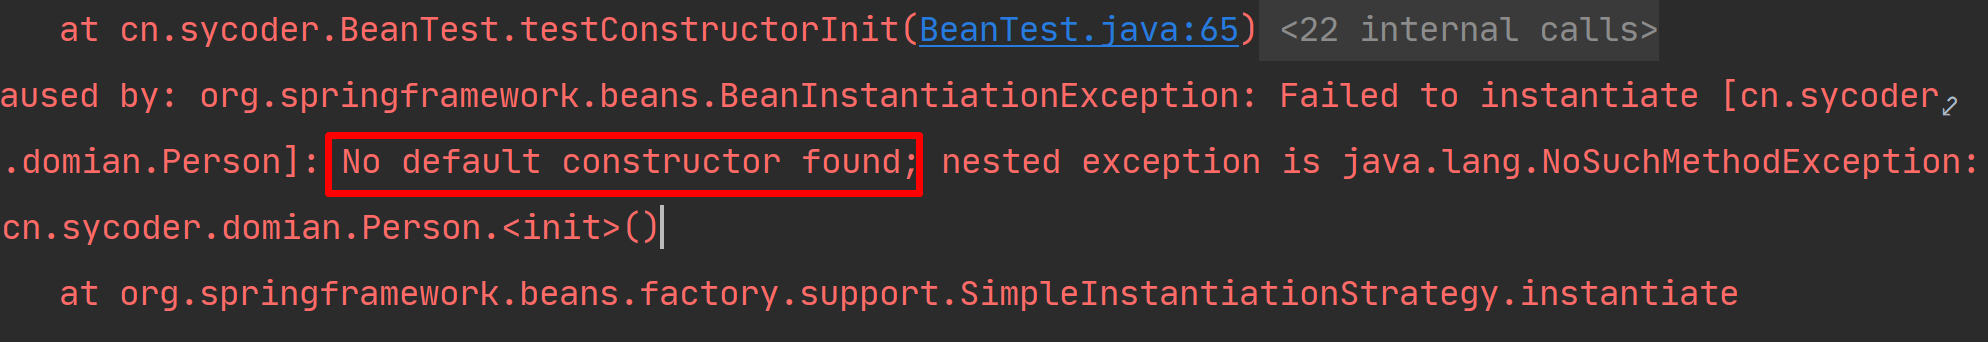 at cn.sycoder.BeanTest.testConstructorInit(BeanTest.java:65) <22 internal calls>
aused by: org.springframework.beans.BeanInstantiationException: Failed to instantiate [cn.sycoder
.domian.Person]: No default constructor found; nested exception is java.lang.NoSuchMethodException:
cn.sycoder.domian.Person.<init>()
at org.springframework.beans.factory.support.SimpleInstantiationStrategy.instantiate